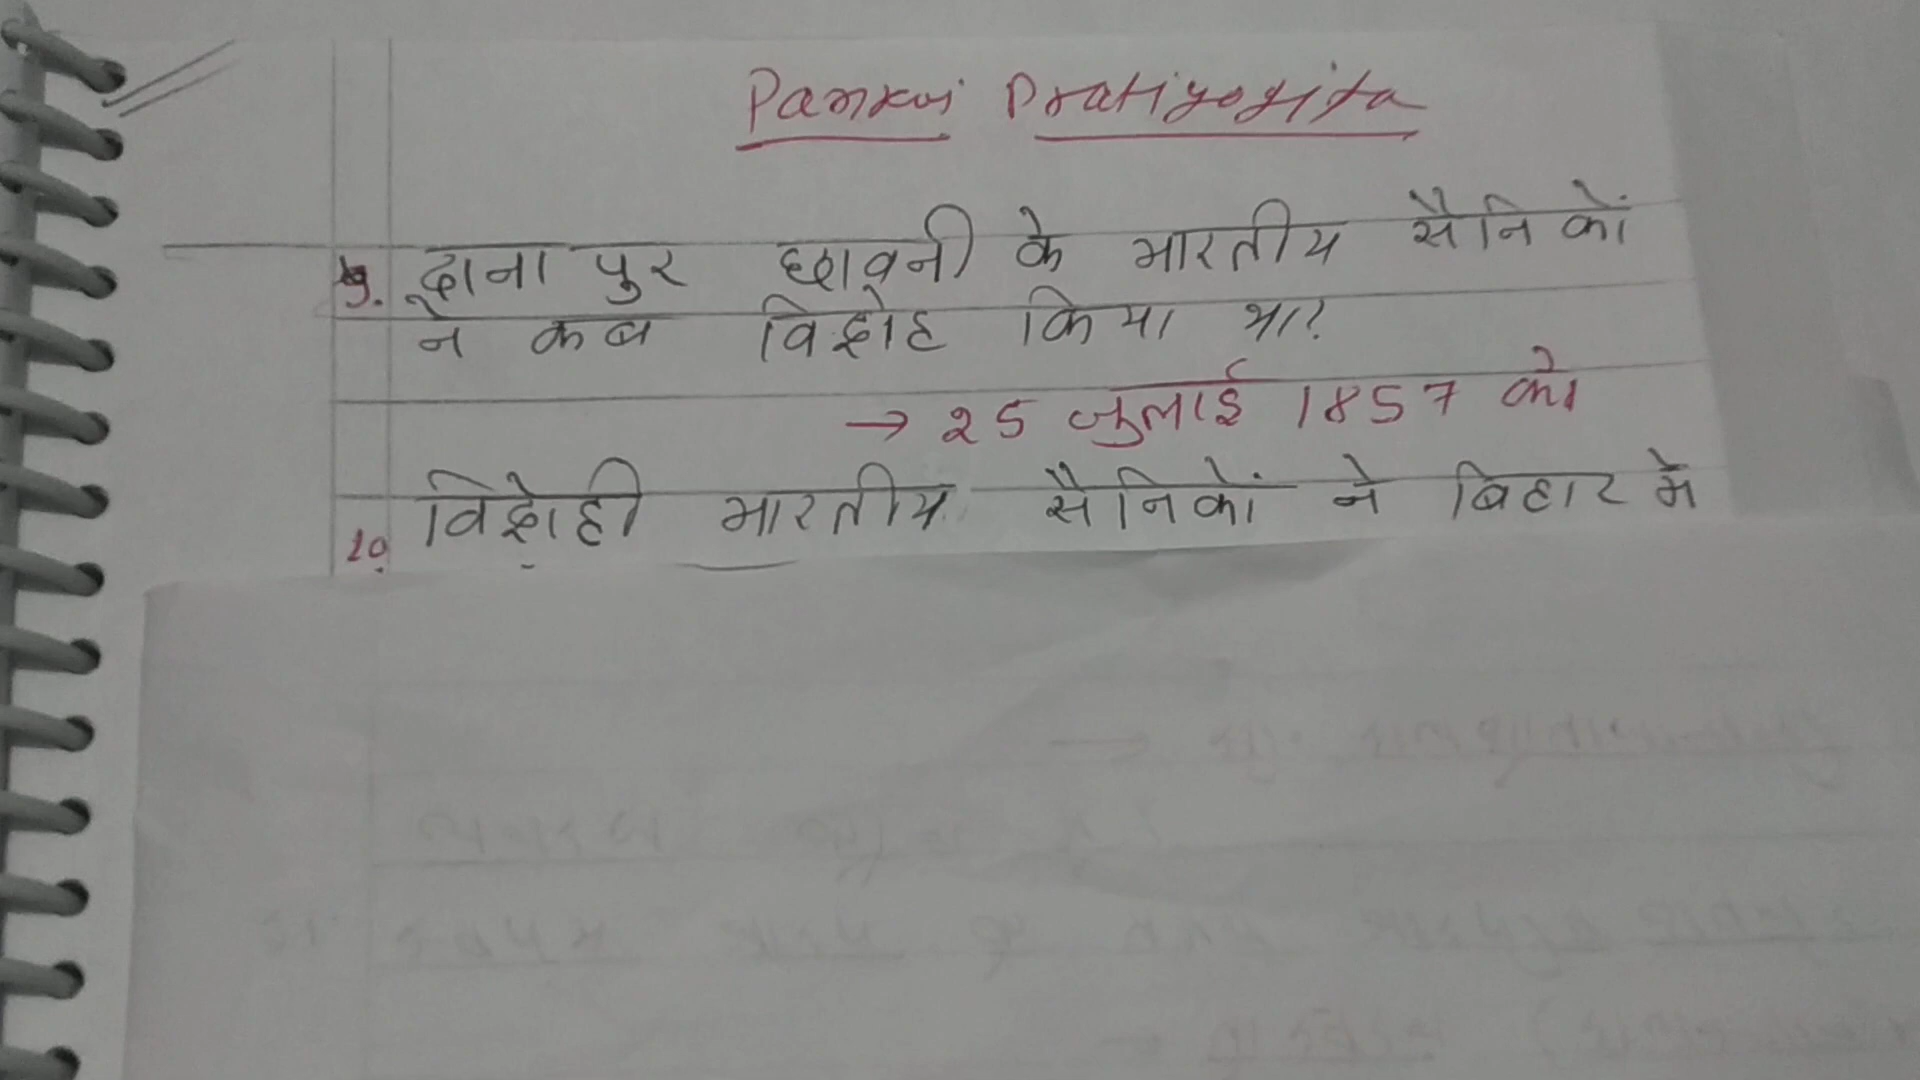 Pankaj Pratiyogita
9. दानापुर छावनी के भारतीय सैनिकों
ने कब विद्रोह किया था?
→ 25 जुलाई 1857 को
10. विद्रोही भारतीय सैनिकों ने बिहार मे